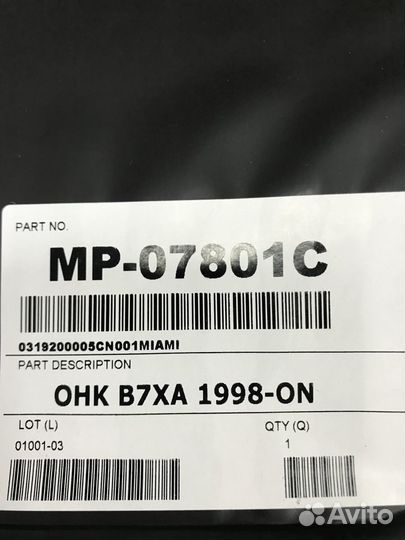 PART NO.
MP-07801C
0319200005CN001MIAMI
PART DESCRIPTION
OHK B7XA 1998-ON
LOT (L) QTY (Q)
01001-03 1
Avito